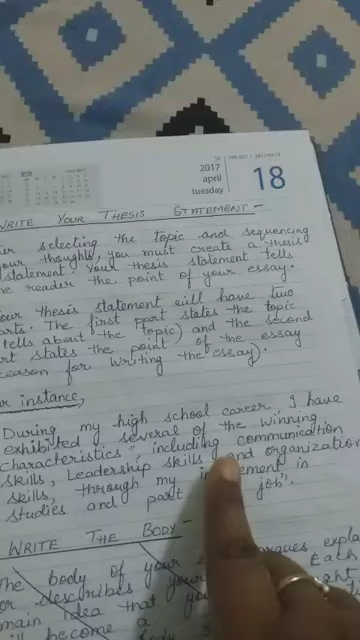 2017
april
tuesday
18
WRITE YOUR THESIS STATEMENT -
selecting the topic and sequencing
your thoughts, you must create a thesis
statement. Your thesis statement tells
the reader the point of your essay.
Your thesis statement will have two
parts. The first part states the topic
(tells about the topic) and the second
part states the point of the essay
(reason for writing the essay).
For instance,
During my high school career, I have
exhibited several of the winning
characteristics", including communication
skills, Leadership skills and organization
skills, through my in
studies and part job".
WRITE THE BODY -
The body of your argues
or describes your Each
main idea that you
will become a